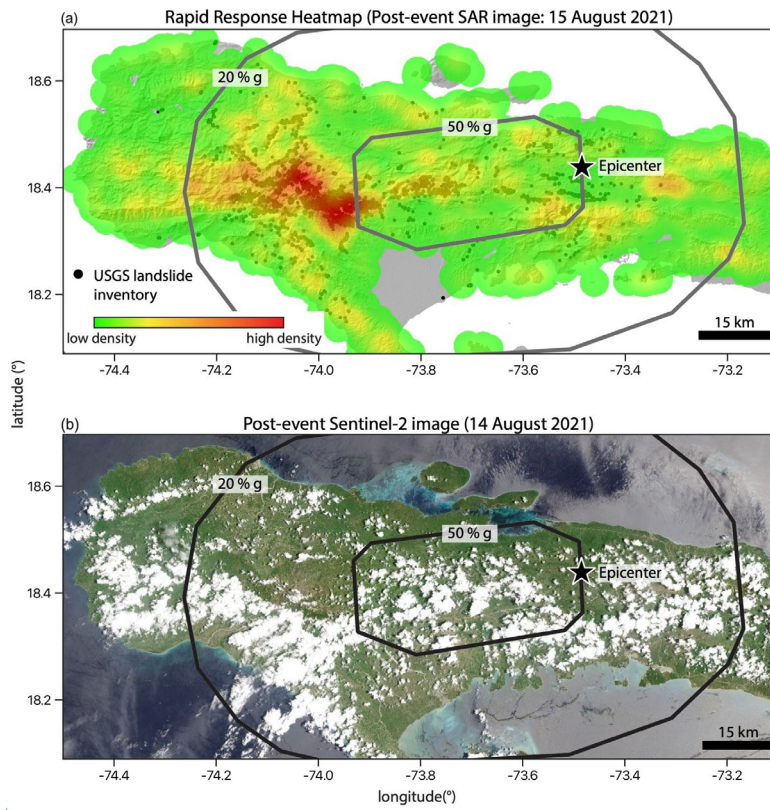 (a)
Rapid Response Heatmap (Post-event SAR image: 15 August 2021)
18.6
20 % g
50 % g
Epicenter
18.4
USGS landslide
inventory
18.2
low density
high density
15 km
-74.4
-74.2
-74.0
-73.8
-73.6
-73.4
-73.2
latitude (°)
(b)
Post-event Sentinel-2 image (14 August 2021)
18.6
20 % g
50 % g
Epicenter
18.4
18.2
15 km
-74.4
-74.2
-74.0
-73.8
-73.6
-73.4
-73.2
longitude(°)